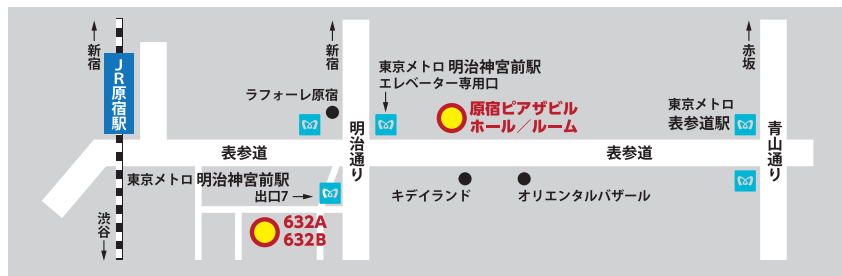 ↑
新宿
JR原宿駅
渋谷
↓
↑
新宿
ラフォーレ原宿
東京メトロ 明治神宮前駅
エレベーター専用口
↓
原宿ピアザビル
ホール／ルーム
↑
赤坂
東京メトロ
表参道駅
明治通り
青山通り
表参道
表参道
東京メトロ 明治神宮前駅
出口7→
キデイランド
オリエンタルバザール
632A
632B